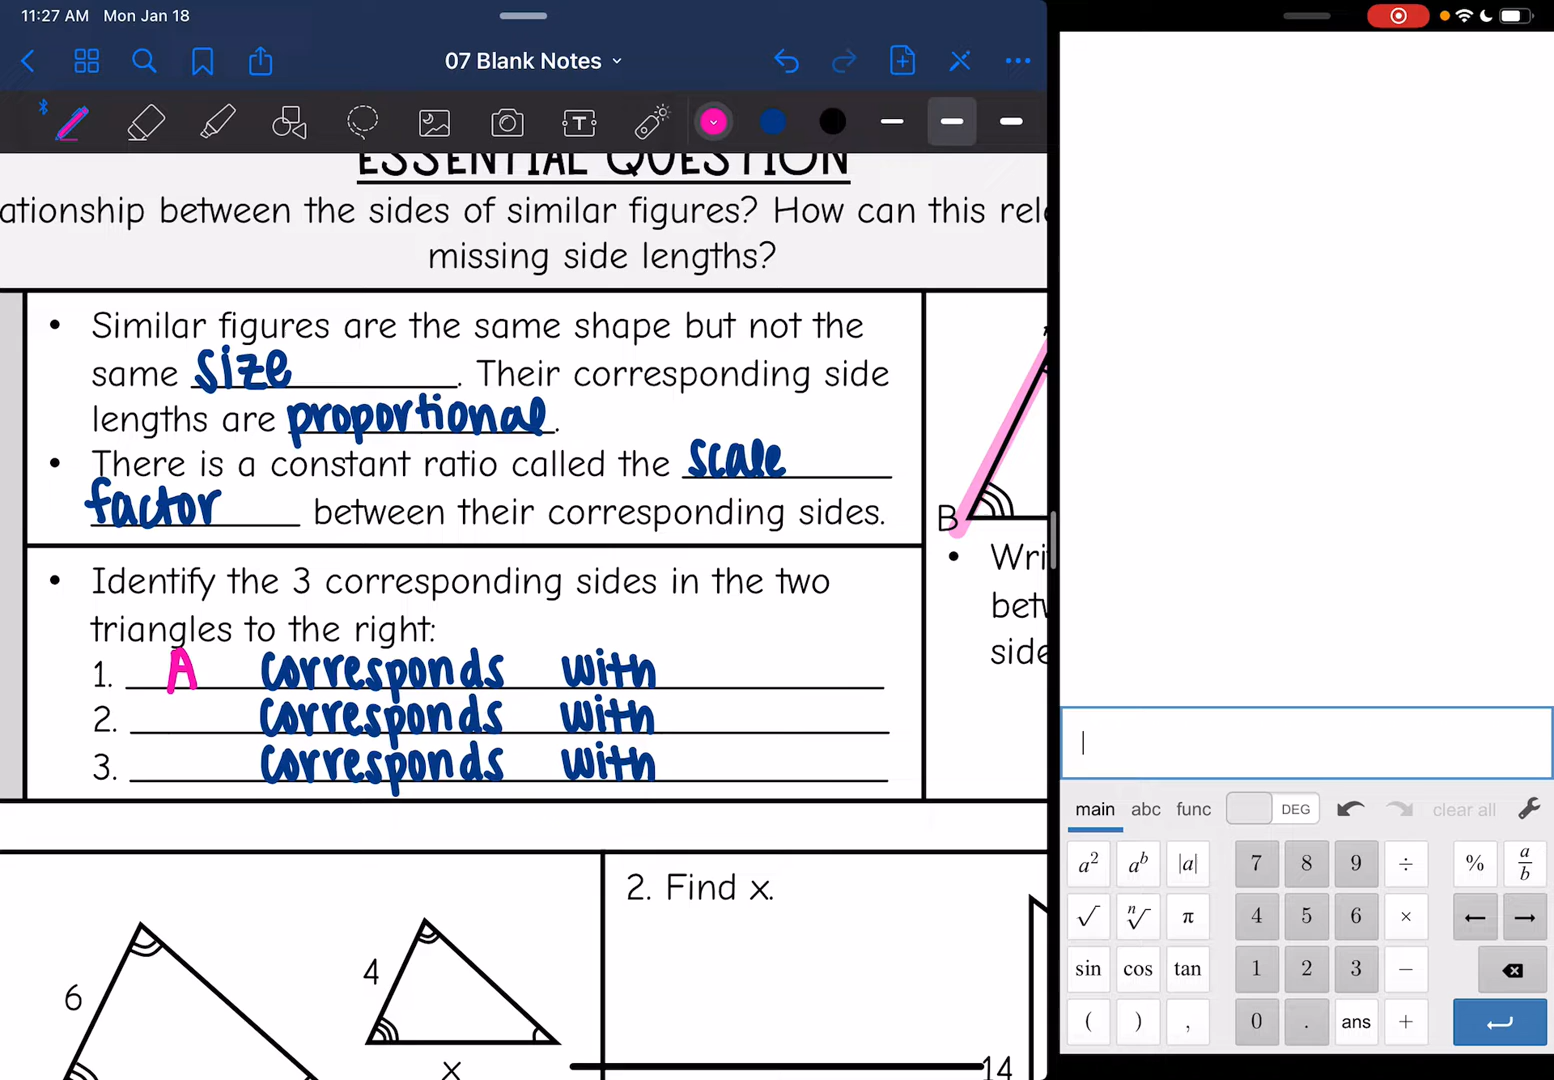 11:27 AM Mon Jan 18
07 Blank Notes
T
ESSENTIAL QUESTION
ationship between the sides of similar figures? How can this rel
missing side lengths?
• Similar figures are the same shape but not the
same size. Their corresponding side
lengths are proportional.
• There is a constant ratio called the scale
factor between their corresponding sides.
B
• Wri
betw
side
• Identify the 3 corresponding sides in the two
triangles to the right:
1. A corresponds with
2. corresponds with
3. corresponds with
6
4
x
2. Find x.
14
main abc func DEG clear all
a² aᵇ |a| 7 8 9 ÷ % a/b
√ ⁿ√ π 4 5 6 × ← →
sin cos tan 1 2 3 −
( ) , 0 . ans +